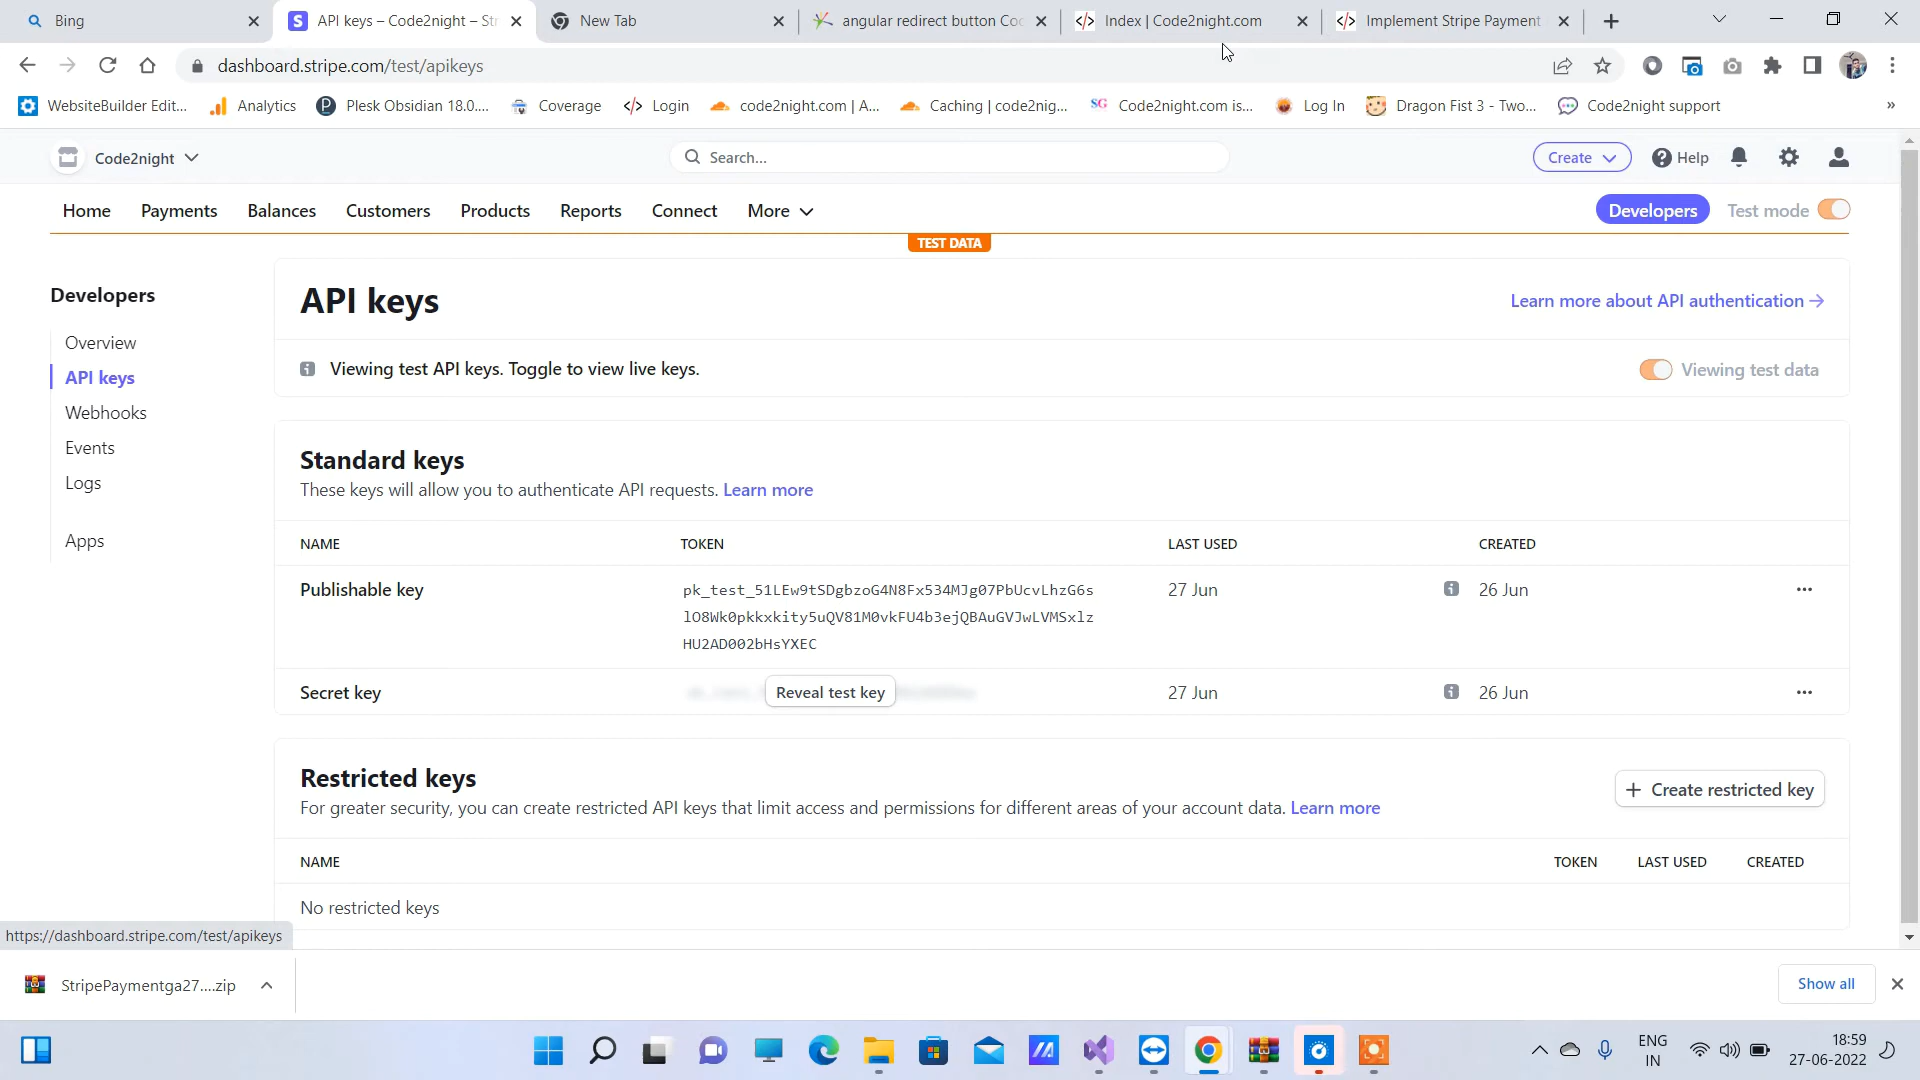 Bing
API keys – Code2night – Str
New Tab
angular redirect button Coo
Index | Code2night.com
Implement Stripe Payment
dashboard.stripe.com/test/apikeys
WebsiteBuilder Edit...
Analytics
Plesk Obsidian 18.0....
Coverage
Login
code2night.com | A...
Caching | code2nig...
SG
Code2night.com is...
Log In
Dragon Fist 3 - Two...
Code2night support
»
Code2night
Search...
Create
Help
Home
Payments
Balances
Customers
Products
Reports
Connect
More
Developers
Test mode
TEST DATA
Developers
Overview
API keys
Webhooks
Events
Logs
Apps
API keys
Learn more about API authentication
Viewing test API keys. Toggle to view live keys.
Viewing test data
Standard keys
These keys will allow you to authenticate API requests. Learn more
NAME TOKEN LAST USED CREATED
Publishable key
pk_test_51LEw9tSDgbzoG4N8Fx534MJg07PbUcvLhzG6s
lO8Wk0pkkxkity5uQV81M0vkFU4b3ejQBAuGVJwLVMSxlz
HU2AD002bHsYXEC
27 Jun
26 Jun
Secret key
Reveal test key
27 Jun
26 Jun
Restricted keys
For greater security, you can create restricted API keys that limit access and permissions for different areas of your account data. Learn more
Create restricted key
NAME TOKEN LAST USED CREATED
No restricted keys
https://dashboard.stripe.com/test/apikeys
StripePaymentga27....zip
Show all
ENG
IN
18:59
27-06-2022